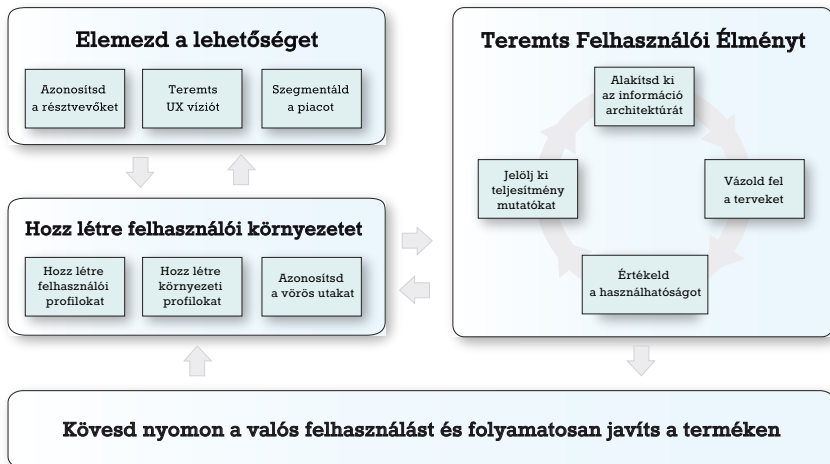 Elemezd a lehetőséget
Azonosítsd
a résztvevőket
Teremts
UX víziót
Szegmentáld
a piacot
Hozz létre felhasználói környezetet
Hozz létre
felhasználói
profilokat
Hozz létre
környezeti
profilokat
Azonosítsd
a vörös utakat
Teremts Felhasználói Élményt
Alakítsd ki
az információ
architektúrát
Jelölj ki
teljesítmény
mutatókat
Vázold fel
a terveket
Értékeld
a használhatóságot
Kövesd nyomon a valós felhasználást és folyamatosan javíts a terméken